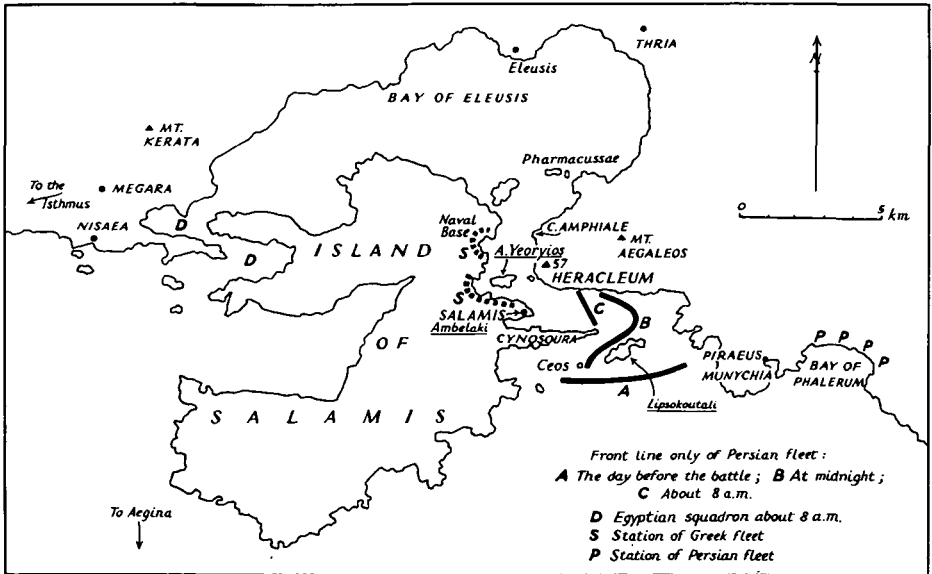 THRIA
Eleusis
BAY OF ELEUSIS
N
MT.
KERATA
Pharmacussae
To the
Isthmus
MEGARA
0
5
km
NISAEA
D
D
Naval
Base
S
C. AMPHIALE
MT.
AEGALEOS
ISLAND
A. Yeoryios
57
HERACLEUM
S
SALAMIS
Ambelaki
C
B
CYNOSOURA
OF
Ceos
PIRAEUS
MUNYCHIA
P P P P
BAY OF
PHALERUM
A
Lipsokoutali
SALAMIS
Front line only of Persian fleet:
A The day before the battle; B At midnight;
C About 8 a.m.
D Egyptian squadron about 8 a.m.
S Station of Greek fleet
P Station of Persian fleet
To Aegina